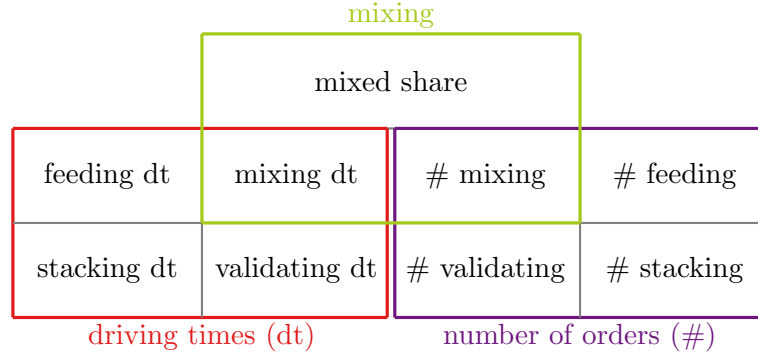 mixing
mixed share
feeding dt
mixing dt
# mixing
# feeding
stacking dt
validating dt
# validating
# stacking
driving times (dt)
number of orders (#)